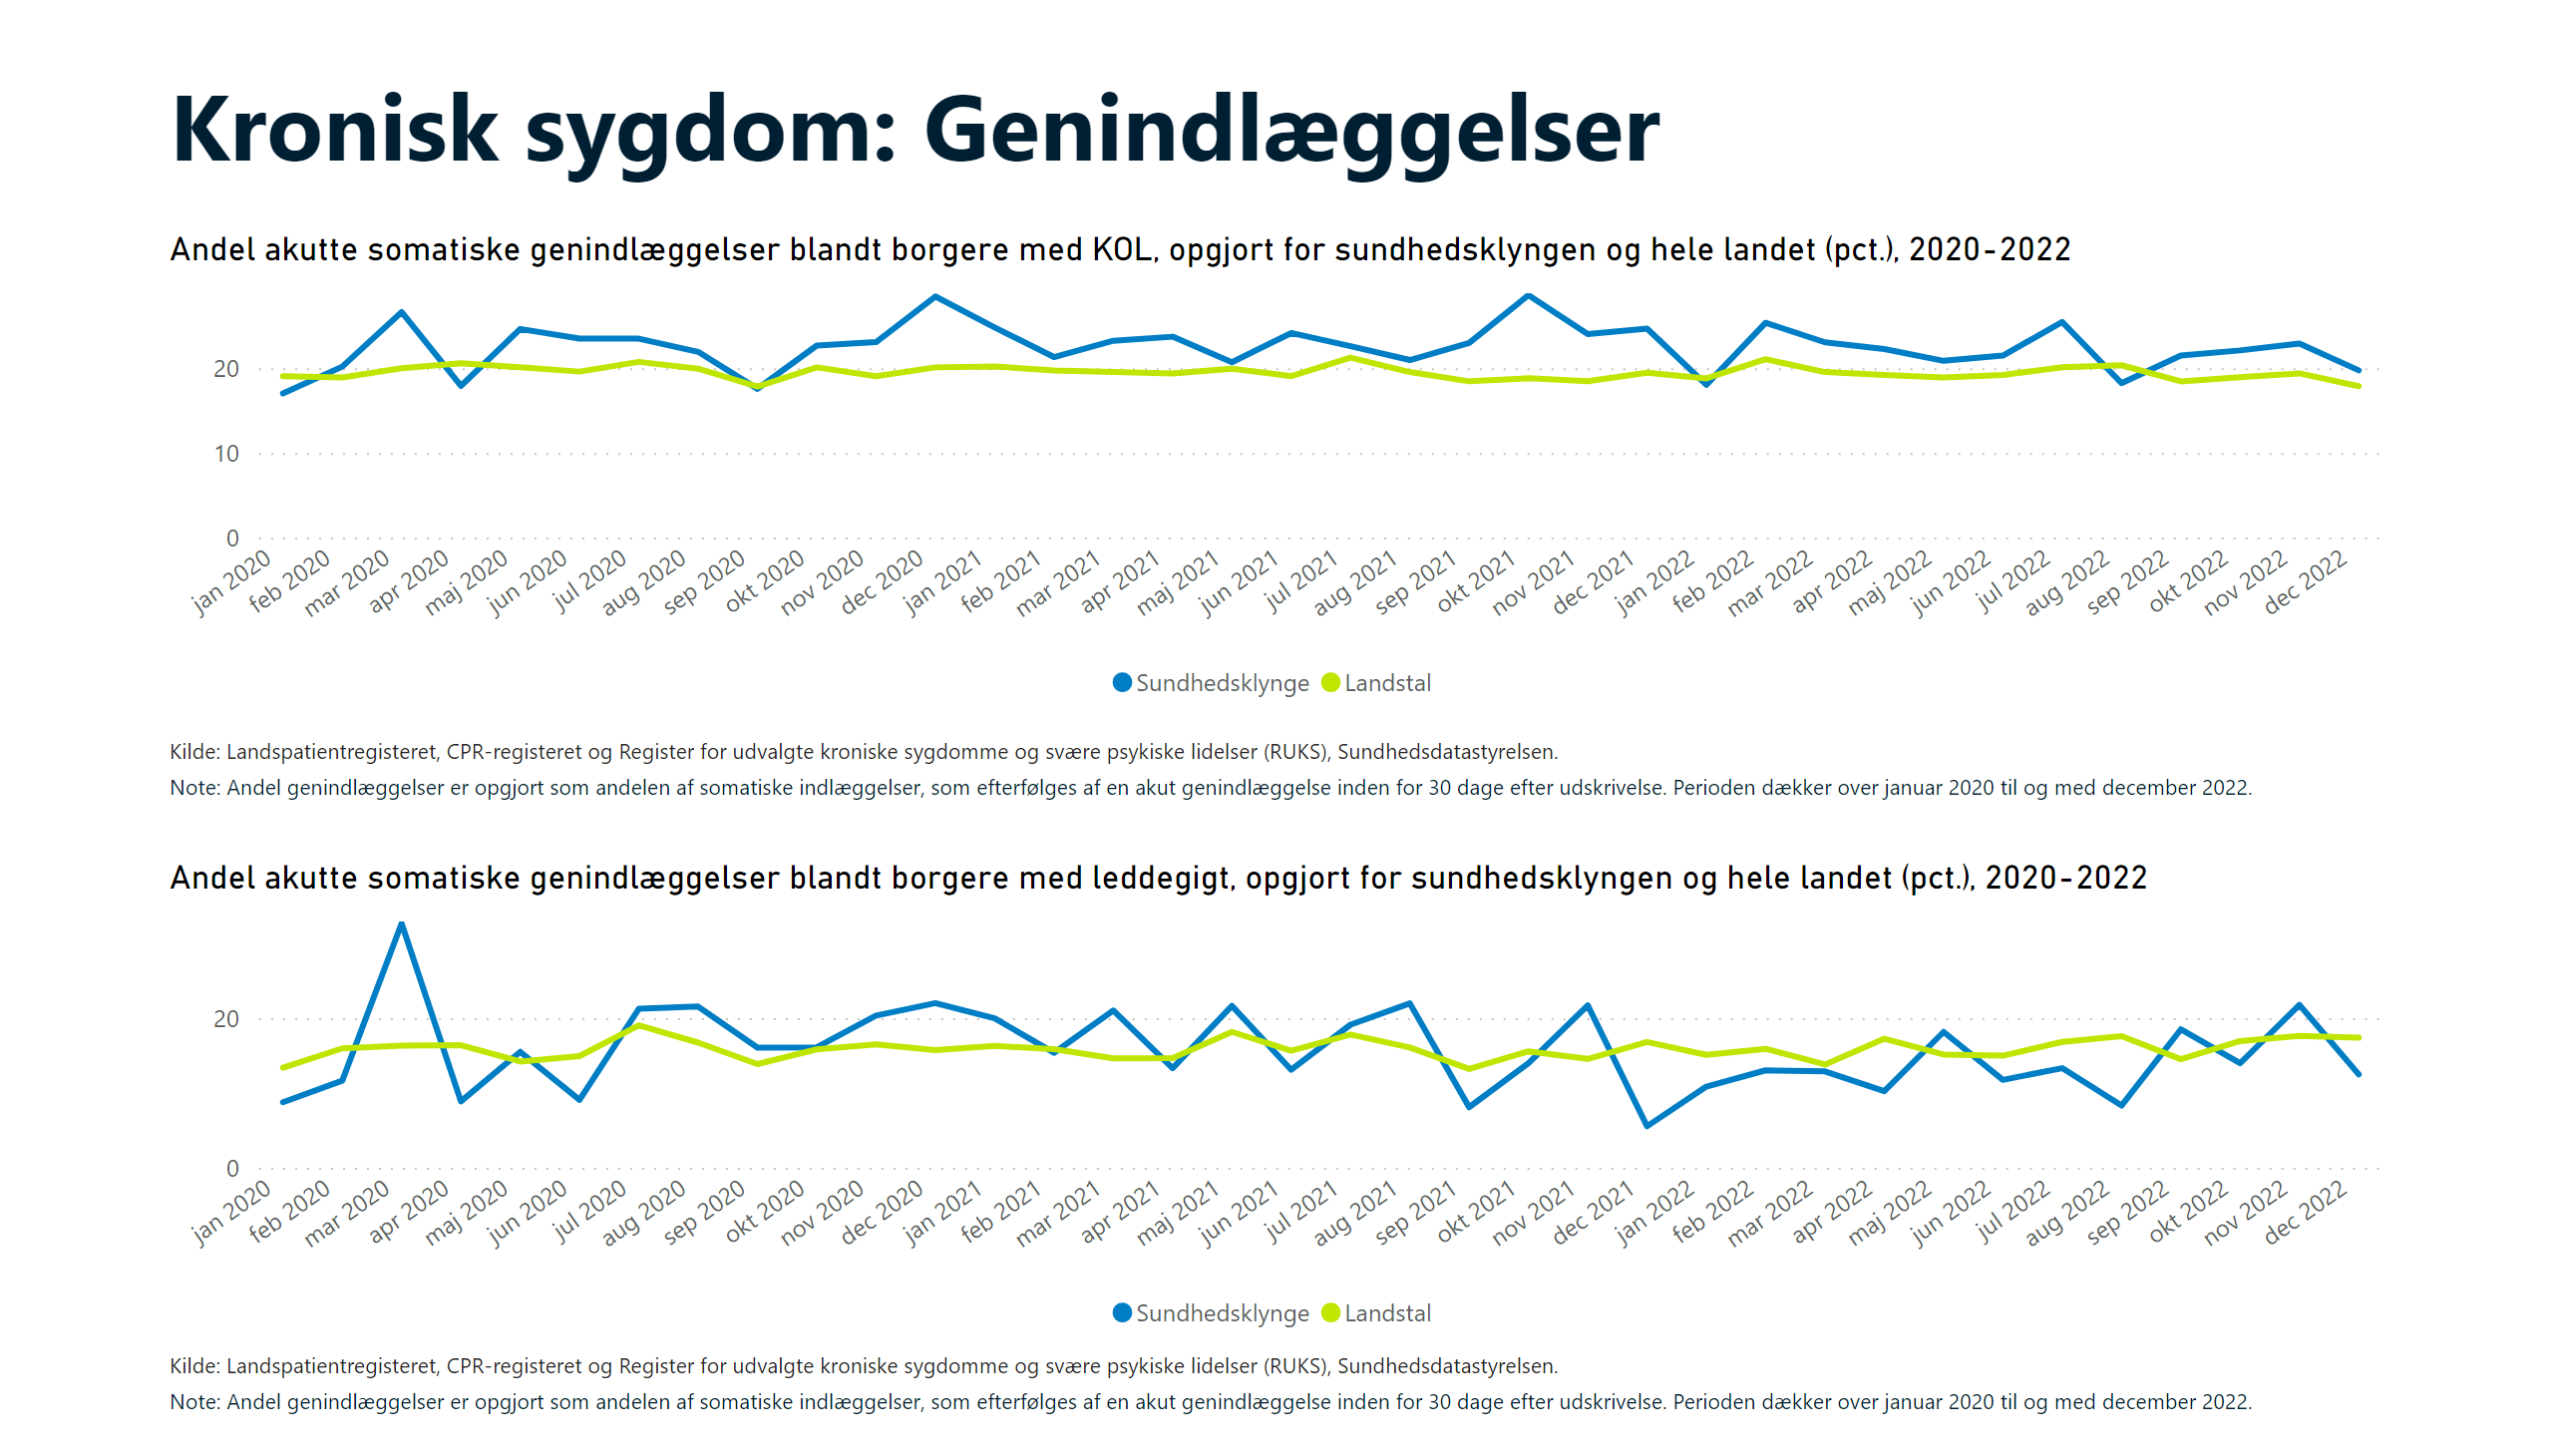 Kronisk sygdom: Genindlæggelser
Andel akutte somatiske genindlæggelser blandt borgere med KOL, opgjort for sundhedsklyngen og hele landet (pct.), 2020-2022
20
10
0
jan 2020 feb 2020 mar 2020 apr 2020 maj 2020 jun 2020 jul 2020 aug 2020 sep 2020 okt 2020 nov 2020 dec 2020 jan 2021 feb 2021 mar 2021 apr 2021 maj 2021 jun 2021 jul 2021 aug 2021 sep 2021 okt 2021 nov 2021 dec 2021 jan 2022 feb 2022 mar 2022 apr 2022 maj 2022 jun 2022 jul 2022 aug 2022 sep 2022 okt 2022 nov 2022 dec 2022
Sundhedsklynge Landstal
Kilde: Landspatientregisteret, CPR-registeret og Register for udvalgte kroniske sygdomme og svære psykiske lidelser (RUKS), Sundhedsdatastyrelsen.
Note: Andel genindlæggelser er opgjort som andelen af somatiske indlæggelser, som efterfølges af en akut genindlæggelse inden for 30 dage efter udskrivelse. Perioden dækker over januar 2020 til og med december 2022.
Andel akutte somatiske genindlæggelser blandt borgere med leddegigt, opgjort for sundhedsklyngen og hele landet (pct.), 2020-2022
20
0
jan 2020 feb 2020 mar 2020 apr 2020 maj 2020 jun 2020 jul 2020 aug 2020 sep 2020 okt 2020 nov 2020 dec 2020 jan 2021 feb 2021 mar 2021 apr 2021 maj 2021 jun 2021 jul 2021 aug 2021 sep 2021 okt 2021 nov 2021 dec 2021 jan 2022 feb 2022 mar 2022 apr 2022 maj 2022 jun 2022 jul 2022 aug 2022 sep 2022 okt 2022 nov 2022 dec 2022
Sundhedsklynge Landstal
Kilde: Landspatientregisteret, CPR-registeret og Register for udvalgte kroniske sygdomme og svære psykiske lidelser (RUKS), Sundhedsdatastyrelsen.
Note: Andel genindlæggelser er opgjort som andelen af somatiske indlæggelser, som efterfølges af en akut genindlæggelse inden for 30 dage efter udskrivelse. Perioden dækker over januar 2020 til og med december 2022.